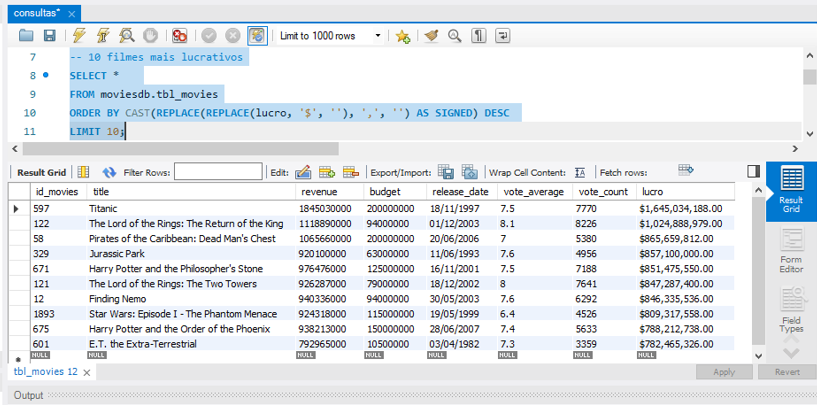 consultas*
Limit to 1000 rows
7 -- 10 filmes mais lucrativos
8 SELECT *
9 FROM moviesdb.tbl_movies
10 ORDER BY CAST(REPLACE(REPLACE(lucro, '$', ''), ',', '') AS SIGNED) DESC
11 LIMIT 10;
Result Grid Filter Rows: Edit: Export/Import: Wrap Cell Content: Fetch rows:
id_movies title revenue budget release_date vote_average vote_count lucro
597 Titanic 1845030000 200000000 18/11/1997 7.5 7770 $1,645,034,188.00
122 The Lord of the Rings: The Return of the King 1118890000 94000000 01/12/2003 8.1 8226 $1,024,888,979.00
58 Pirates of the Caribbean: Dead Man's Chest 1065660000 200000000 20/06/2006 7 5380 $865,659,812.00
329 Jurassic Park 920100000 63000000 11/06/1993 7.6 4956 $857,100,000.00
671 Harry Potter and the Philosopher's Stone 976476000 125000000 16/11/2001 7.5 7188 $851,475,550.00
121 The Lord of the Rings: The Two Towers 926287000 79000000 18/12/2002 8 7641 $847,287,400.00
12 Finding Nemo 940336000 94000000 30/05/2003 7.6 6292 $846,335,536.00
1893 Star Wars: Episode I - The Phantom Menace 924318000 115000000 19/05/1999 6.4 4526 $809,317,558.00
675 Harry Potter and the Order of the Phoenix 938213000 150000000 28/06/2007 7.4 5633 $788,212,738.00
601 E.T. the Extra-Terrestrial 792965000 10500000 03/04/1982 7.3 3359 $782,465,326.00
NULL NULL NULL NULL NULL NULL NULL NULL
Result
Grid
Form
Editor
Field
Types
tbl_movies 12
Apply Revert
Output